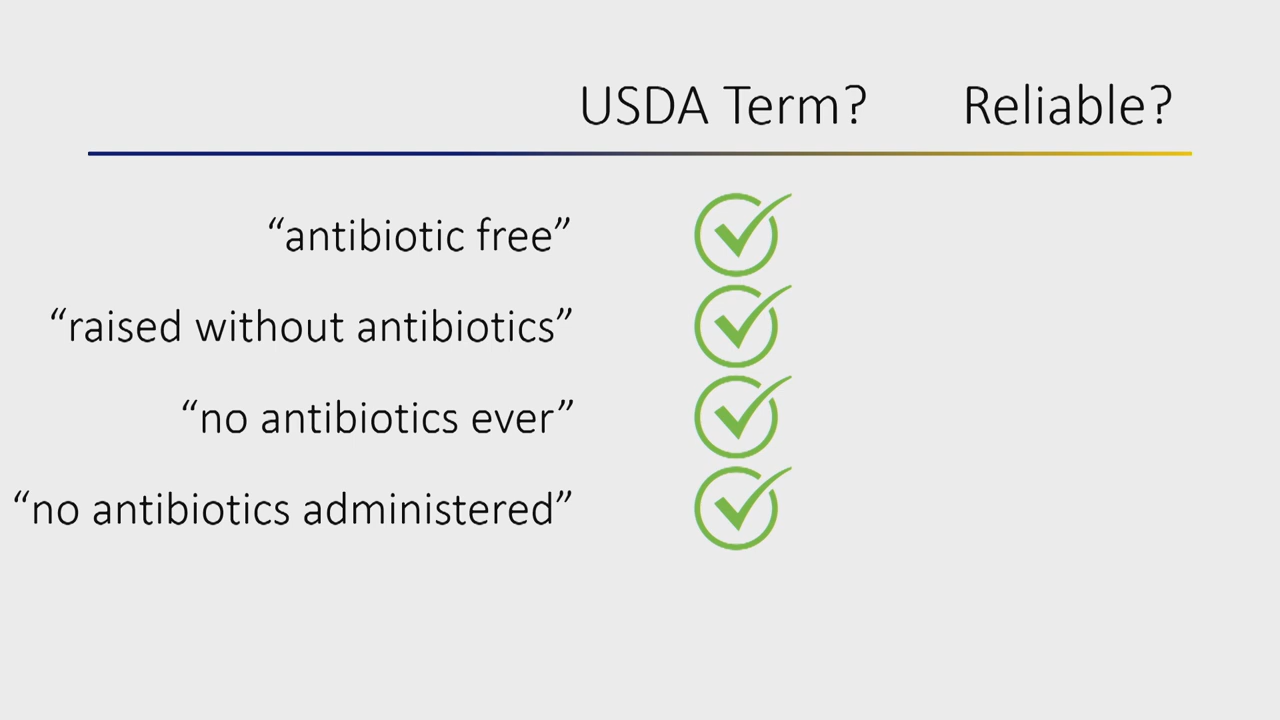 USDA Term? Reliable?
“antibiotic free”
“raised without antibiotics”
“no antibiotics ever”
“no antibiotics administered”